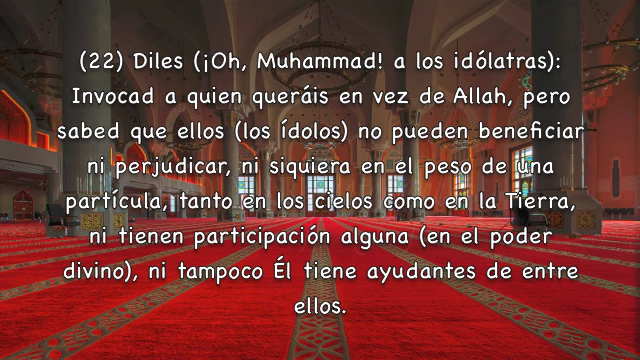 (22) Diles (¡Oh, Muhammad! a los idólatras):
Invocad a quien queráis en vez de Allah, pero
sabed que ellos (los ídolos) no pueden beneficiar
ni perjudicar, ni siquiera en el peso de una
partícula, tanto en los cielos como en la Tierra,
ni tienen participación alguna (en el poder
divino), ni tampoco Él tiene ayudantes de entre
ellos.